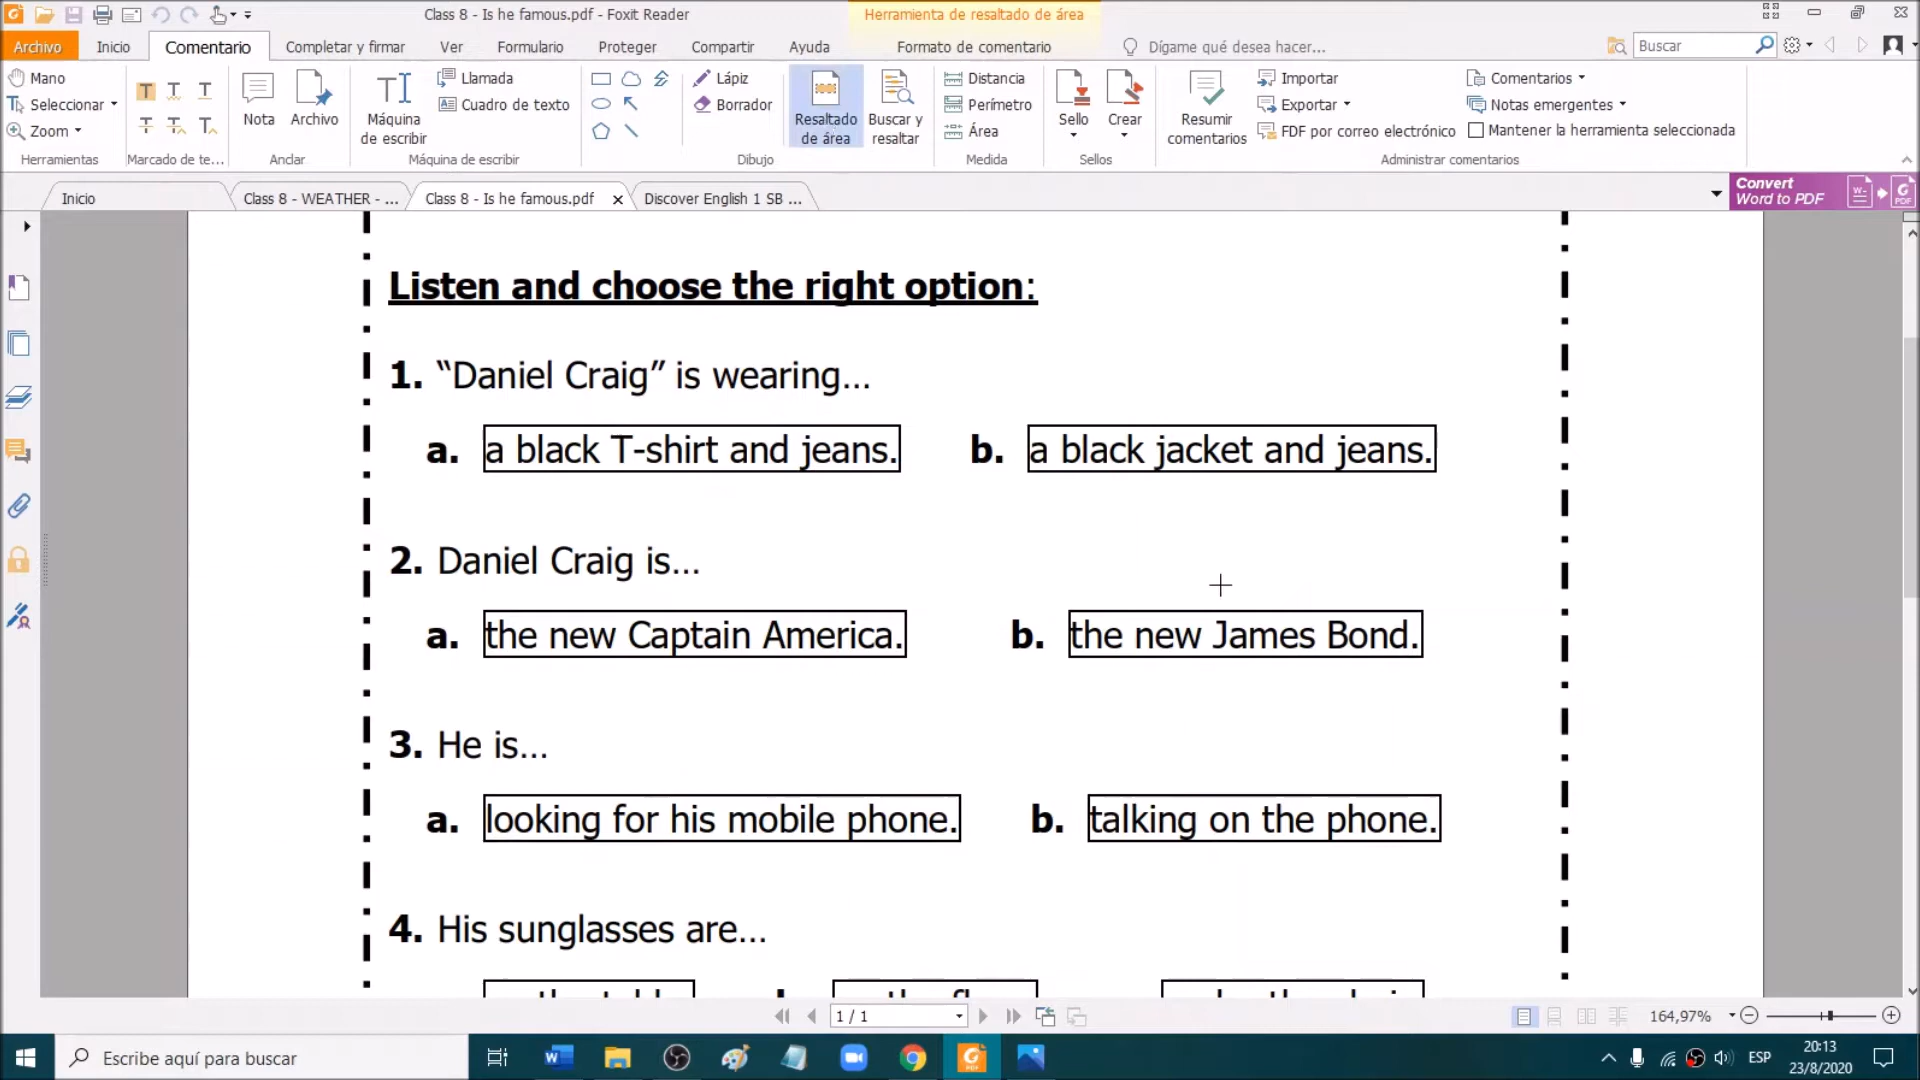 Class 8 - Is he famous.pdf - Foxit Reader
Herramienta de resaltado de área
Archivo
Inicio
Comentario
Completar y firmar
Ver
Formulario
Proteger
Compartir
Ayuda
Formato de comentario
Dígame qué desea hacer...
Buscar
Mano
Seleccionar
Zoom
Herramientas
Marcado de te...
Nota
Archivo
Anclar
Máquina de escribir
Llamada
Cuadro de texto
Máquina de escribir
Lápiz
Borrador
Dibujo
Resaltado de área
Buscar y resaltar
Distancia
Perímetro
Área
Medida
Sello
Crear
Sellos
Resumir comentarios
Importar
Exportar
FDF por correo electrónico
Comentarios
Notas emergentes
Mantener la herramienta seleccionada
Administrar comentarios
Inicio
Class 8 - WEATHER - ...
Class 8 - Is he famous.pdf
Discover English 1 SB ...
Convert
Word to PDF
Listen and choose the right option:
1. “Daniel Craig” is wearing...
a. a black T-shirt and jeans. b. a black jacket and jeans.
2. Daniel Craig is...
a. the new Captain America. b. the new James Bond.
3. He is...
a. looking for his mobile phone. b. talking on the phone.
4. His sunglasses are...
1 / 1
164,97%
Escribe aquí para buscar
ESP
20:13
23/8/2020